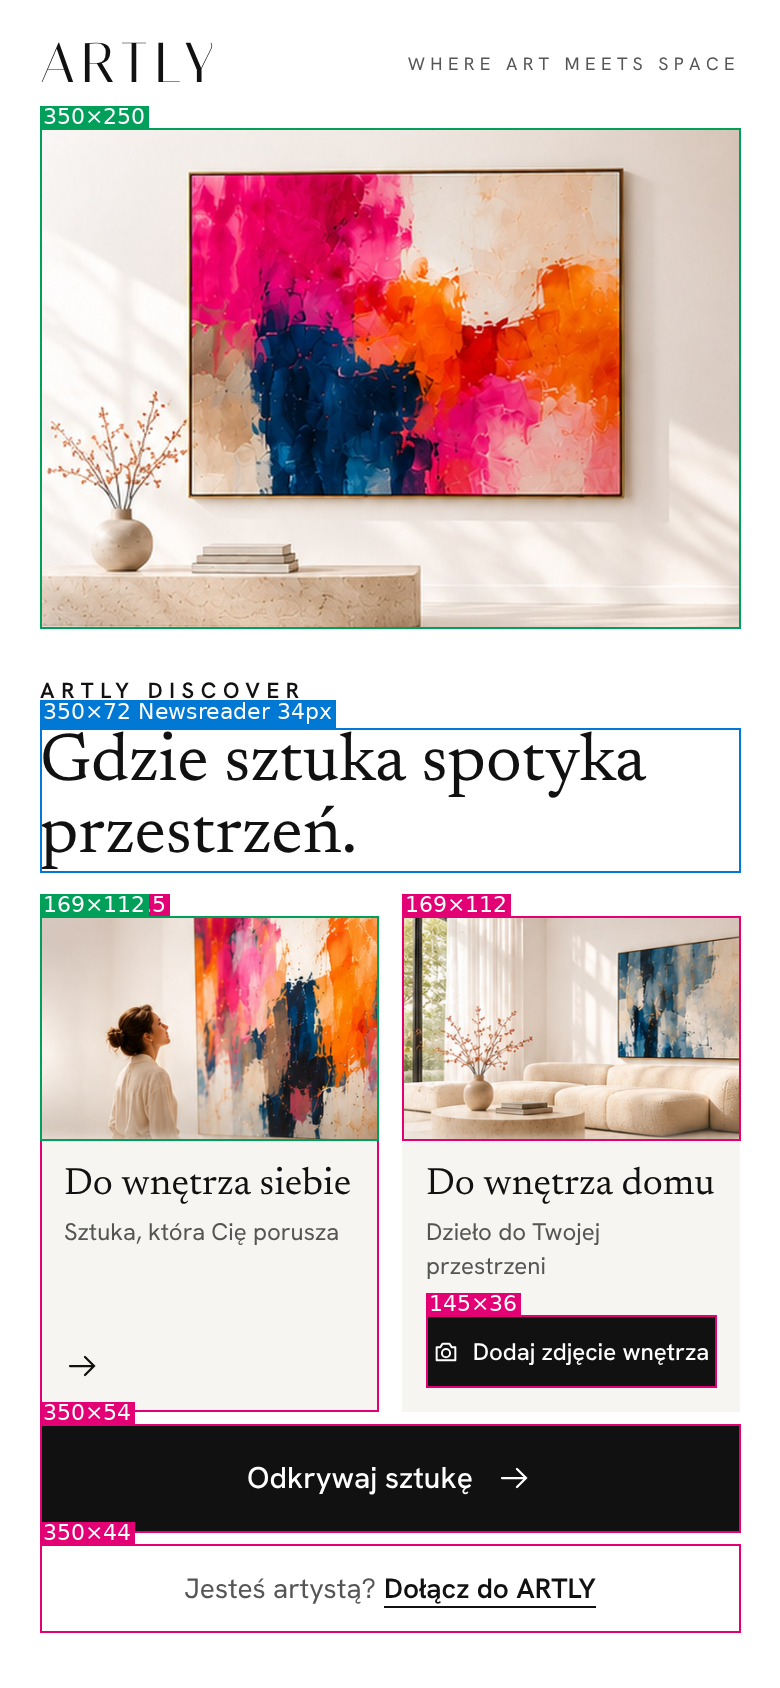 ARTLY
WHERE ART MEETS SPACE
350×250
ARTLY DISCOVER
350×72 Newsreader 34px
Gdzie sztuka spotyka
przestrzeń.
169×112
5
169×112
Do wnętrza siebie
Sztuka, która Cię porusza
Do wnętrza domu
Dzieło do Twojej
przestrzeni
145×36
Dodaj zdjęcie wnętrza
350×54
Odkrywaj sztukę
350×44
Jesteś artystą? Dołącz do ARTLY